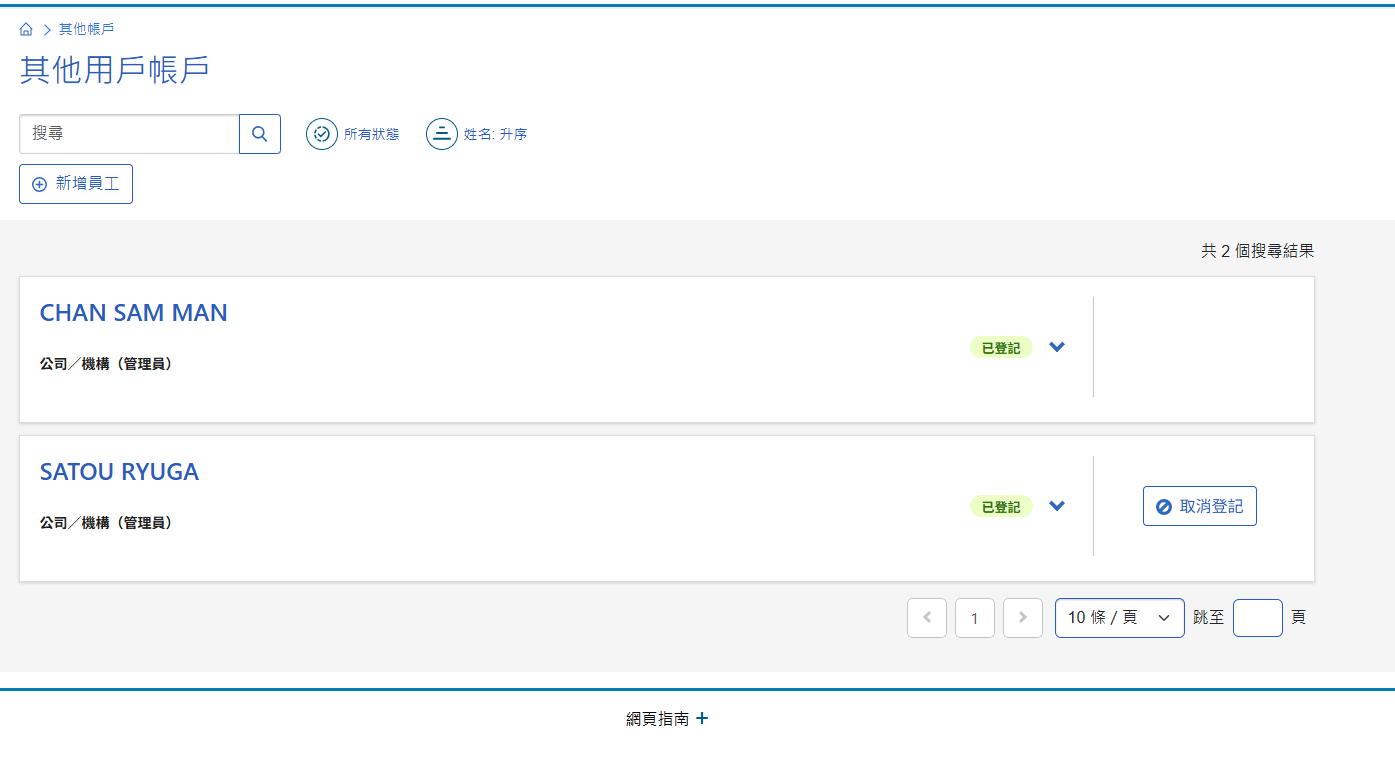 其他帳戶
其他用戶帳戶
搜尋
所有狀態
姓名: 升序
新增員工
共 2 個搜尋結果
CHAN SAM MAN
公司／機構（管理員）
已登記
SATOU RYUGA
公司／機構（管理員）
已登記
取消登記
1
10 條 / 頁
跳至
頁
網頁指南 +